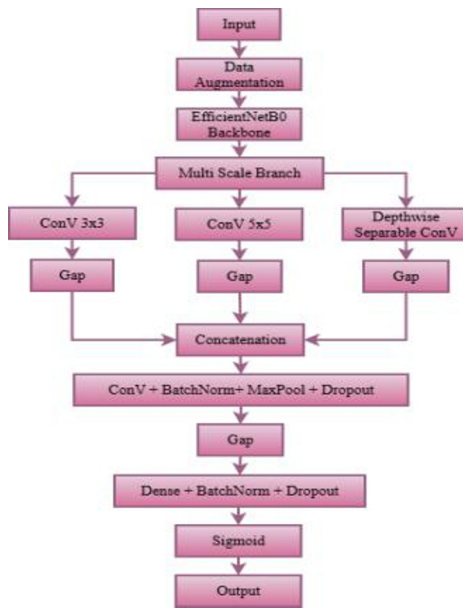 Input
Data
Augmentation
EfficientNetB0
Backbone
Multi Scale Branch
ConV 3x3
ConV 5x5
Depthwise
Separable ConV
Gap
Gap
Gap
Concatenation
ConV + BatchNorm+ MaxPool + Dropout
Gap
Dense + BatchNorm + Dropout
Sigmoid
Output